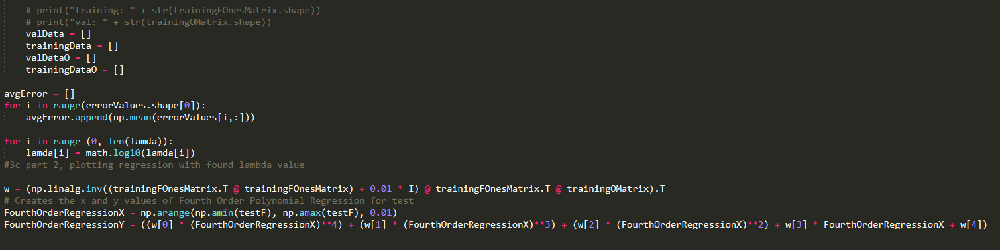 # print("training: " + str(trainingFOnesMatrix.shape))
# print("val: " + str(trainingOMatrix.shape))
valData = []
trainingData = []
valDataO = []
trainingDataO = []
avgError = []
for i in range(errorValues.shape[0]):
avgError.append(np.mean(errorValues[i,:]))
for i in range (0, len(lamda)):
lamda[i] = math.log10(lamda[i])
#3c part 2, plotting regression with found lambda value
w = (np.linalg.inv((trainingFOnesMatrix.T @ trainingFOnesMatrix) + 0.01 * I) @ trainingFOnesMatrix.T @ trainingOMatrix).T
# Creates the x and y values of Fourth Order Polynomial Regression for test
FourthOrderRegressionX = np.arange(np.amin(testF), np.amax(testF), 0.01)
FourthOrderRegressionY = ((w[0] * (FourthOrderRegressionX)**4) + (w[1] * (FourthOrderRegressionX)**3) + (w[2] * (FourthOrderRegressionX)**2) + w[3] * FourthOrderRegressionX + w[4])